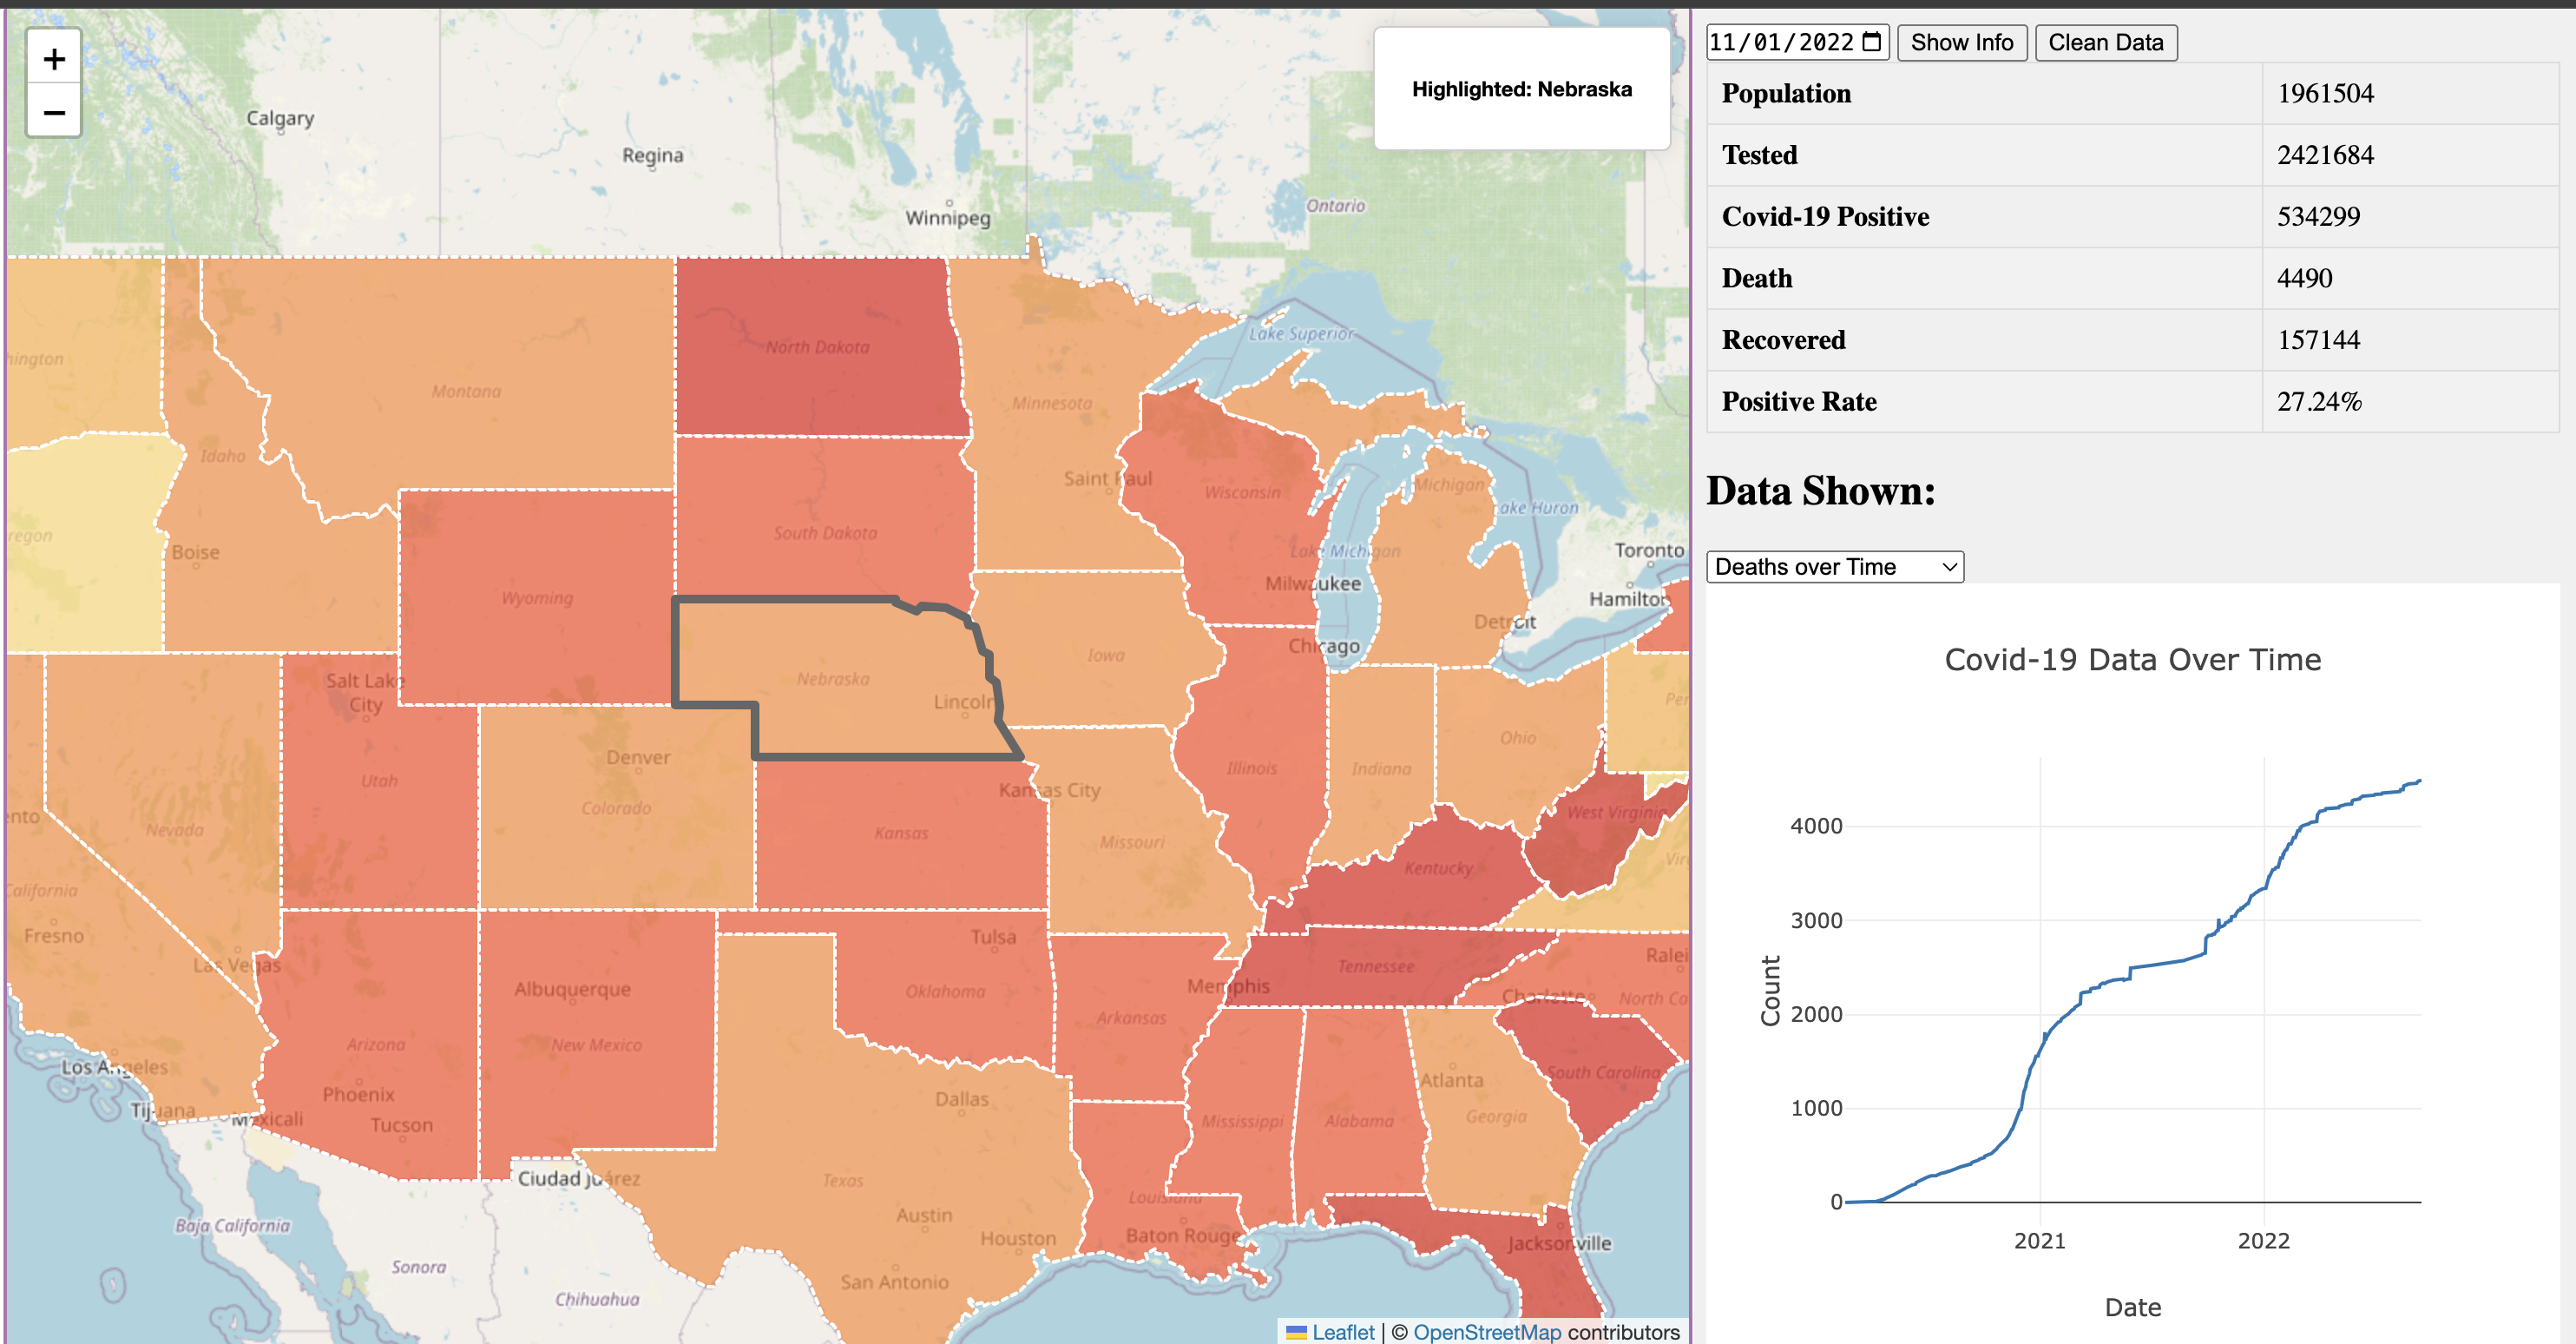 +
−
Highlighted: Nebraska
Calgary
Regina
Winnipeg
Ontario
Lake Superior
hington
North Dakota
Montana
Minnesota
Idaho
Saint Paul
Wisconsin
Michigan
Lake Huron
regon
Boise
South Dakota
Lake Michigan
Toronto
Milwaukee
Hamilton
Wyoming
Detroit
Chicago
Iowa
Salt Lake
City
Nebraska
Lincoln
Pen
Denver
Ohio
Utah
Illinois
Indiana
Kansas City
Colorado
West Virginia
ento
Nevada
Kansas
Missouri
Kentucky
Virg
California
Fresno
Tulsa
Las Vegas
Tennessee
Ralei
Albuquerque
Oklahoma
Memphis
Charlotte
North Ca
Arkansas
Arizona
New Mexico
Los Angeles
South Carolina
Atlanta
Phoenix
Dallas
Tijuana
Mexicali
Tucson
Mississippi
Alabama
Georgia
Ciudad Juárez
Texas
Louisiana
Baja California
Austin
Houston
Baton Rouge
Jacksonville
Sonora
San Antonio
Chihuahua
Leaflet | © OpenStreetMap contributors
11/01/2022 Show Info Clean Data
Population 1961504
Tested 2421684
Covid-19 Positive 534299
Death 4490
Recovered 157144
Positive Rate 27.24%
Data Shown:
Deaths over Time
Covid-19 Data Over Time
4000
3000
2000
1000
0
Count
2021 2022
Date